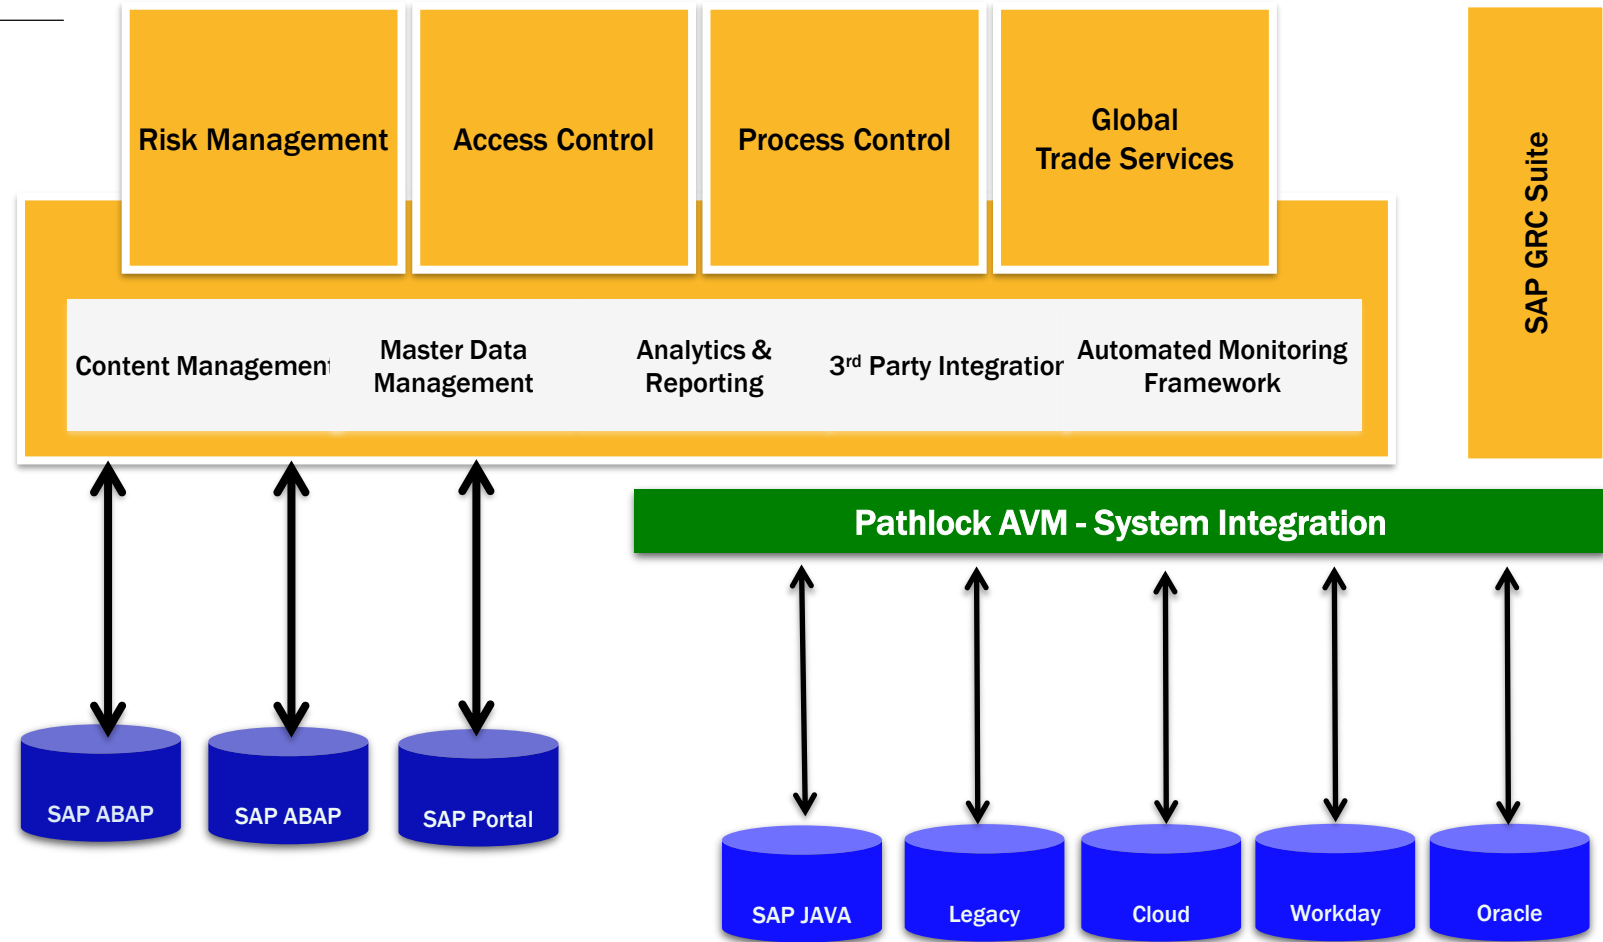 Risk Management
Access Control
Process Control
Global
Trade Services
SAP GRC Suite
Content Management
Master Data
Management
Analytics &
Reporting
3rd Party Integration
Automated Monitoring
Framework
Pathlock AVM - System Integration
SAP ABAP
SAP ABAP
SAP Portal
SAP JAVA
Legacy
Cloud
Workday
Oracle